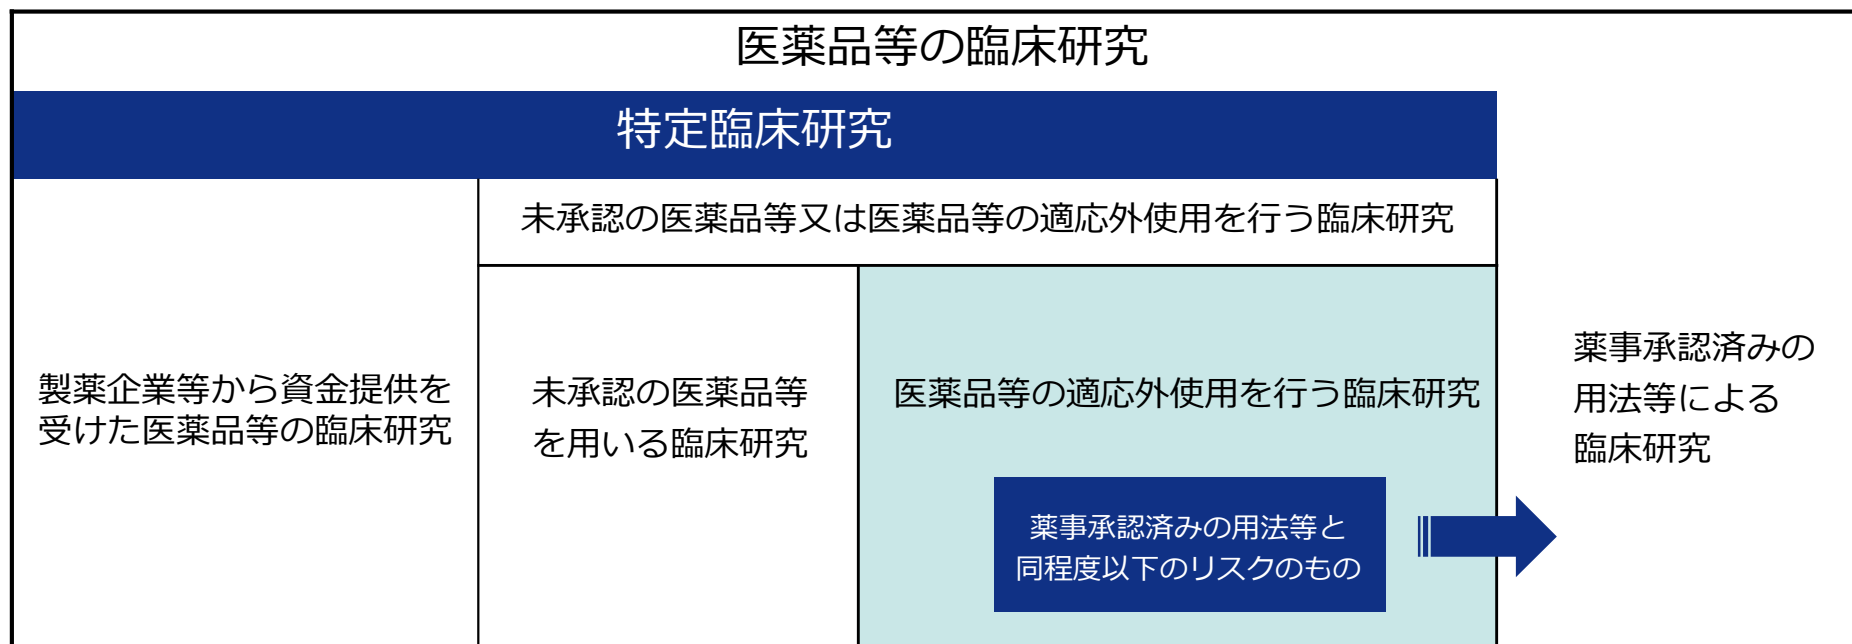 医薬品等の臨床研究
特定臨床研究
未承認の医薬品等又は医薬品等の適応外使用を行う臨床研究
製薬企業等から資金提供を
受けた医薬品等の臨床研究
未承認の医薬品等
を用いる臨床研究
医薬品等の適応外使用を行う臨床研究
薬事承認済みの用法等と
同程度以下のリスクのもの
薬事承認済みの
用法等による
臨床研究